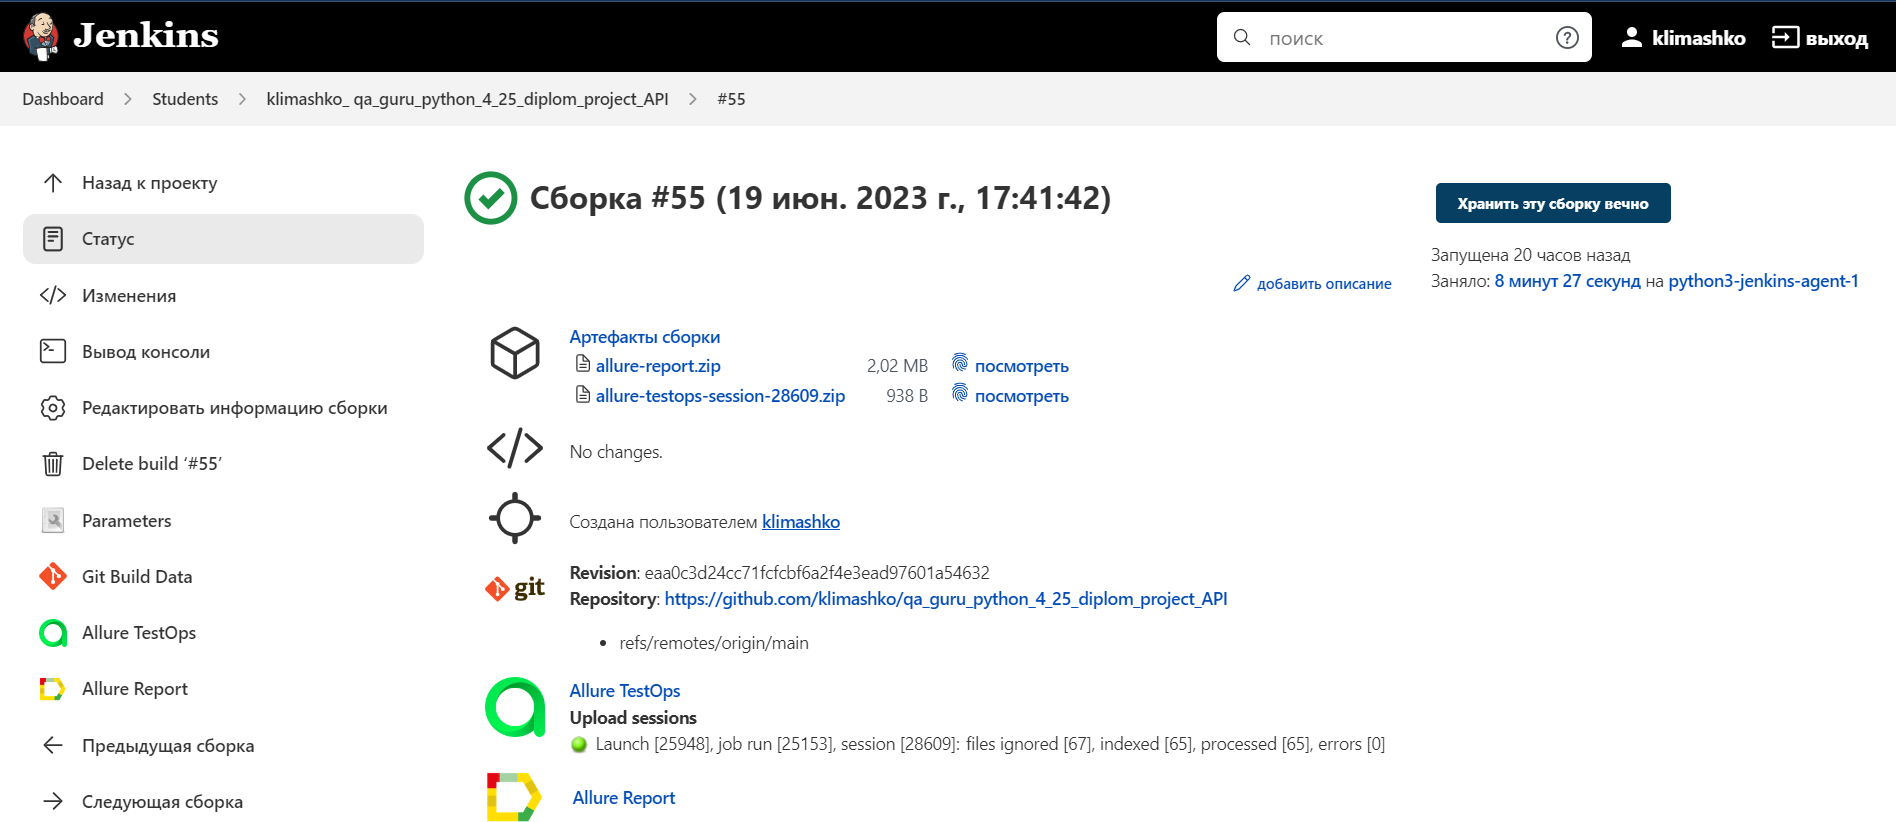 Jenkins
поиск
klimashko
выход
Dashboard
Students
klimashko_ qa_guru_python_4_25_diplom_project_API
#55
Назад к проекту
Статус
Изменения
Вывод консоли
Редактировать информацию сборки
Delete build ‘#55’
Parameters
Git Build Data
Allure TestOps
Allure Report
Предыдущая сборка
Следующая сборка
Сборка #55 (19 июн. 2023 г., 17:41:42)
Хранить эту сборку вечно
Запущена 20 часов назад
Заняло: 8 минут 27 секунд на python3-jenkins-agent-1
добавить описание
Артефакты сборки
allure-report.zip 2,02 MB посмотреть
allure-testops-session-28609.zip 938 B посмотреть
No changes.
Создана пользователем klimashko
git
Revision: eaa0c3d24cc71fcfcbf6a2f4e3ead97601a54632
Repository: https://github.com/klimashko/qa_guru_python_4_25_diplom_project_API
• refs/remotes/origin/main
Allure TestOps
Upload sessions
Launch [25948], job run [25153], session [28609]: files ignored [67], indexed [65], processed [65], errors [0]
Allure Report